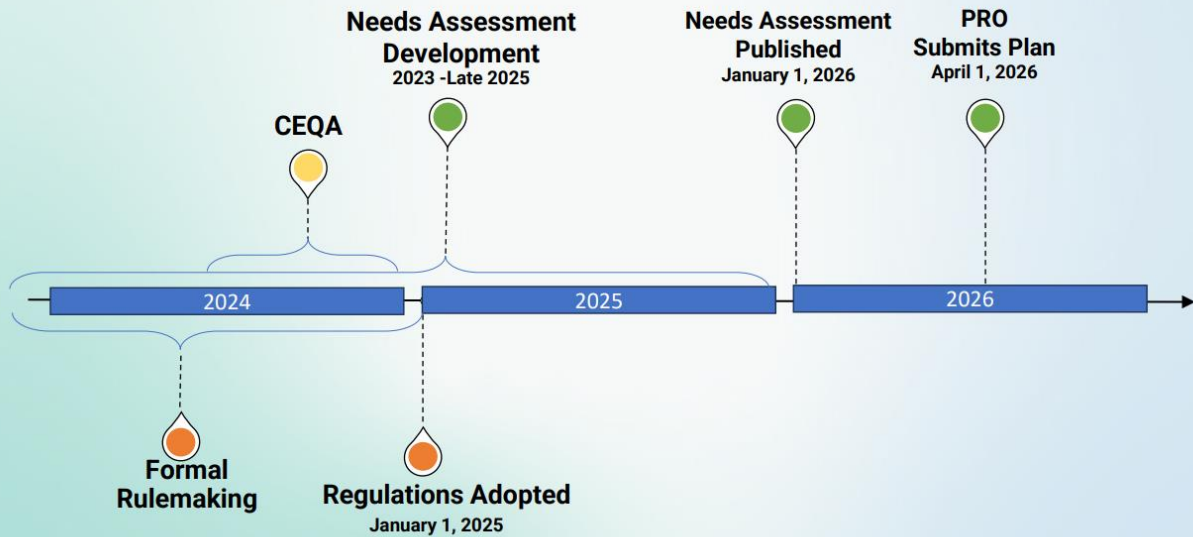 Needs Assessment
Development
2023 -Late 2025
Needs Assessment
Published
January 1, 2026
PRO
Submits Plan
April 1, 2026
CEQA
2024
2025
2026
Formal
Rulemaking
Regulations Adopted
January 1, 2025